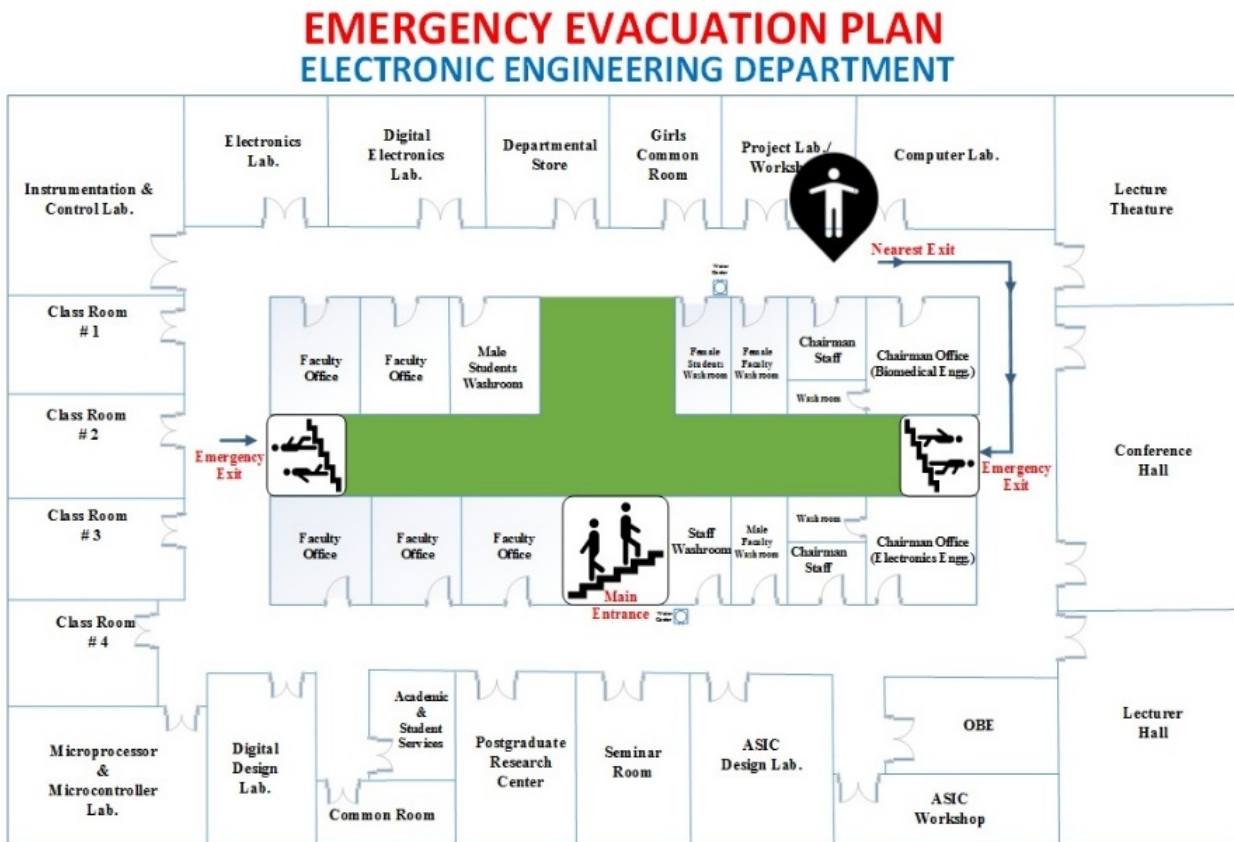 EMERGENCY EVACUATION PLAN
ELECTRONIC ENGINEERING DEPARTMENT
Instrumentation &
Control Lab.
Electronics
Lab.
Digital
Electronics
Lab.
Departmental
Store
Girls
Common
Room
Project Lab./
Workshop
Computer Lab.
Lecture
Theature
Nearest Exit
Water
Class Room
# 1
Faculty
Office
Faculty
Office
Male
Students
Washroom
Female
Students
Washroom
Female
Faculty
Washroom
Chairman
Staff
Washroom
Chairman Office
(Biomedical Engg.)
Class Room
# 2
Emergency
Exit
Emergency
Exit
Conference
Hall
Class Room
# 3
Faculty
Office
Faculty
Office
Faculty
Office
Main
Entrance
Staff
Washroom
Male
Faculty
Washroom
Washroom
Chairman
Staff
Chairman Office
(Electronics Engg.)
Water
Class Room
# 4
Microprocessor
&
Microcontroller
Lab.
Digital
Design
Lab.
Academic
&
Student
Services
Common Room
Postgraduate
Research
Center
Seminar
Room
ASIC
Design Lab.
OBE
ASIC
Workshop
Lecturer
Hall